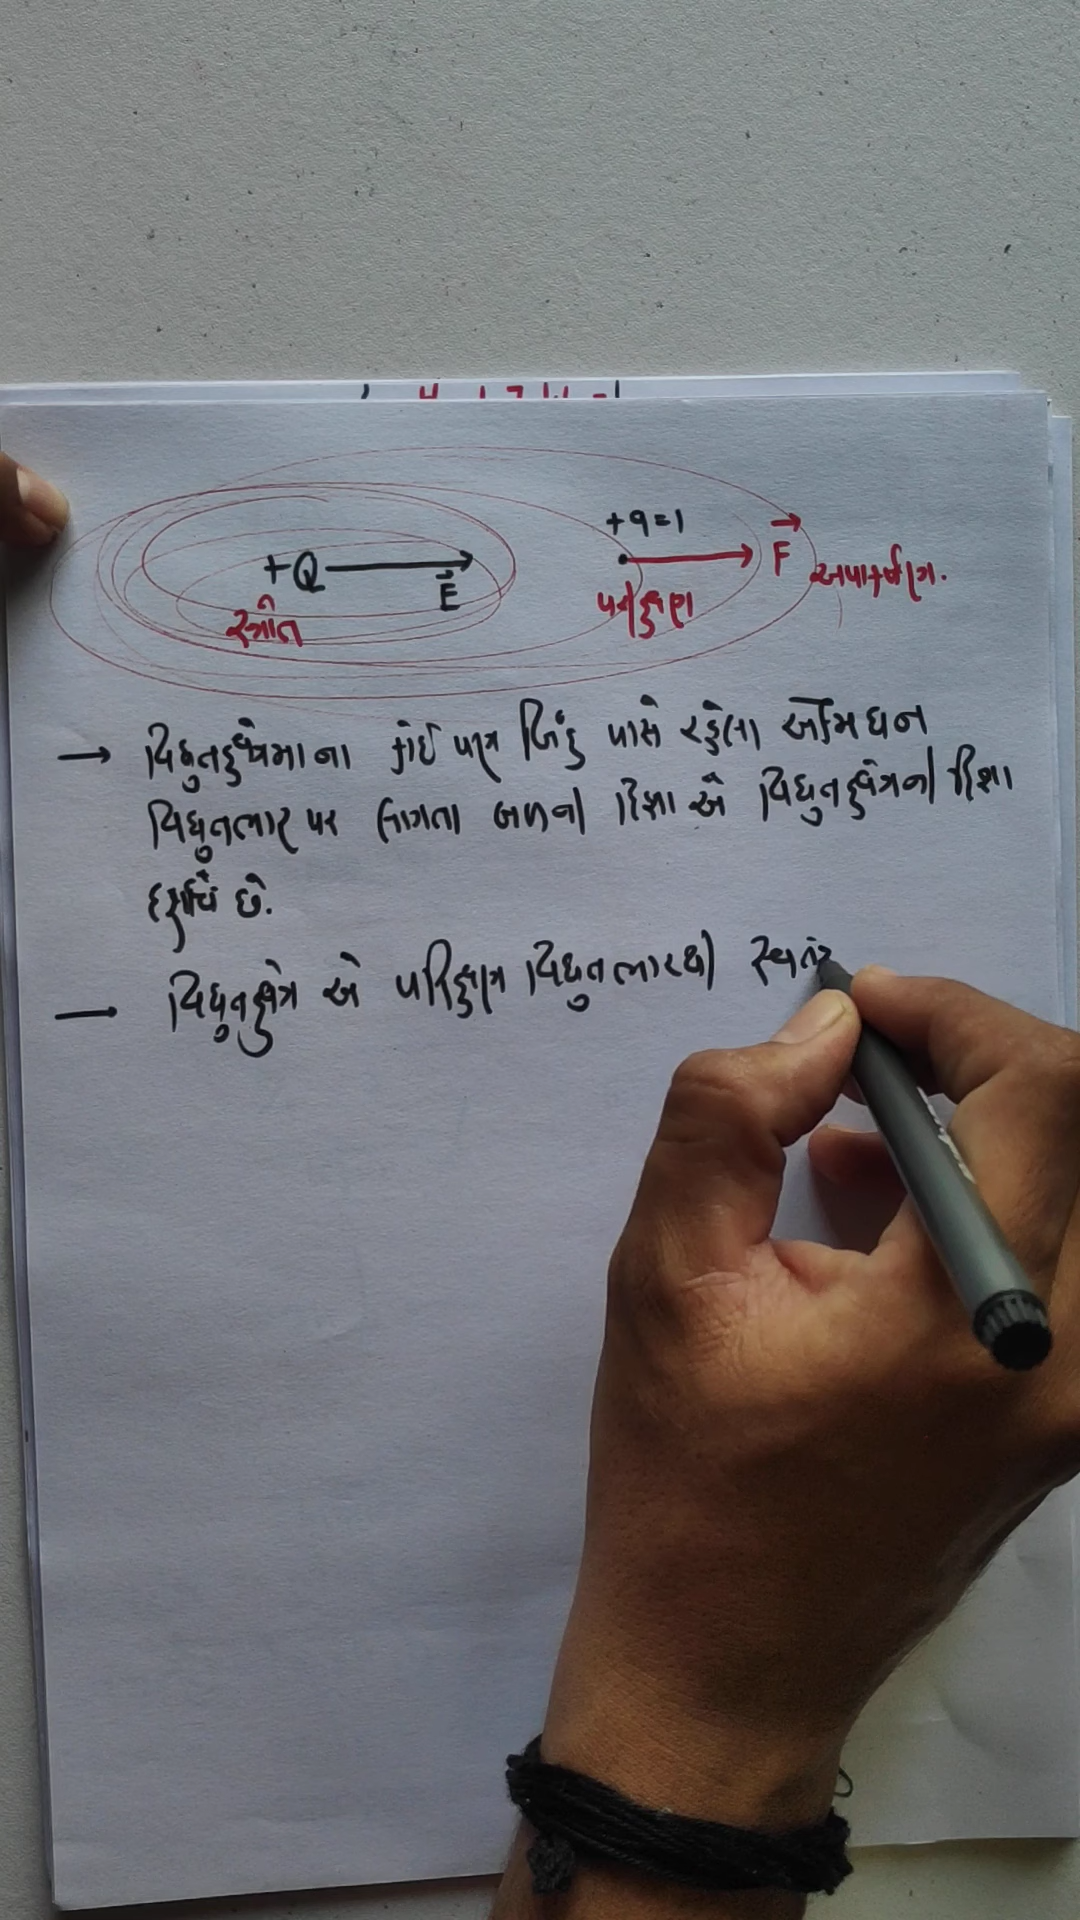 +q=1
+Q
E
F
સ્ત્રોત
પરીક્ષણ
અપાકર્ષણ.
→ વિદ્યુતક્ષેત્રમાના કોઈ પણ બિંદુ પાસે રહેલા એકમ ધન
વિદ્યુતભાર પર લાગતા બળની દિશા એ વિદ્યુતક્ષેત્રની દિશા
દર્શાવે છે.
— વિદ્યુતક્ષેત્ર એ પરિક્ષણ વિદ્યુતભારથી સ્વતંત્ર